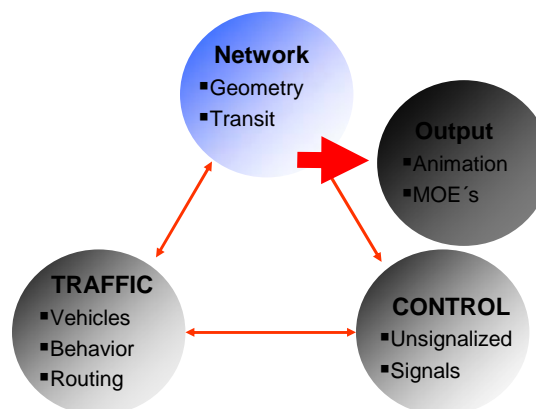 Network
▪Geometry
▪Transit
Output
▪Animation
▪MOE´s
TRAFFIC
▪Vehicles
▪Behavior
▪Routing
CONTROL
▪Unsignalized
▪Signals